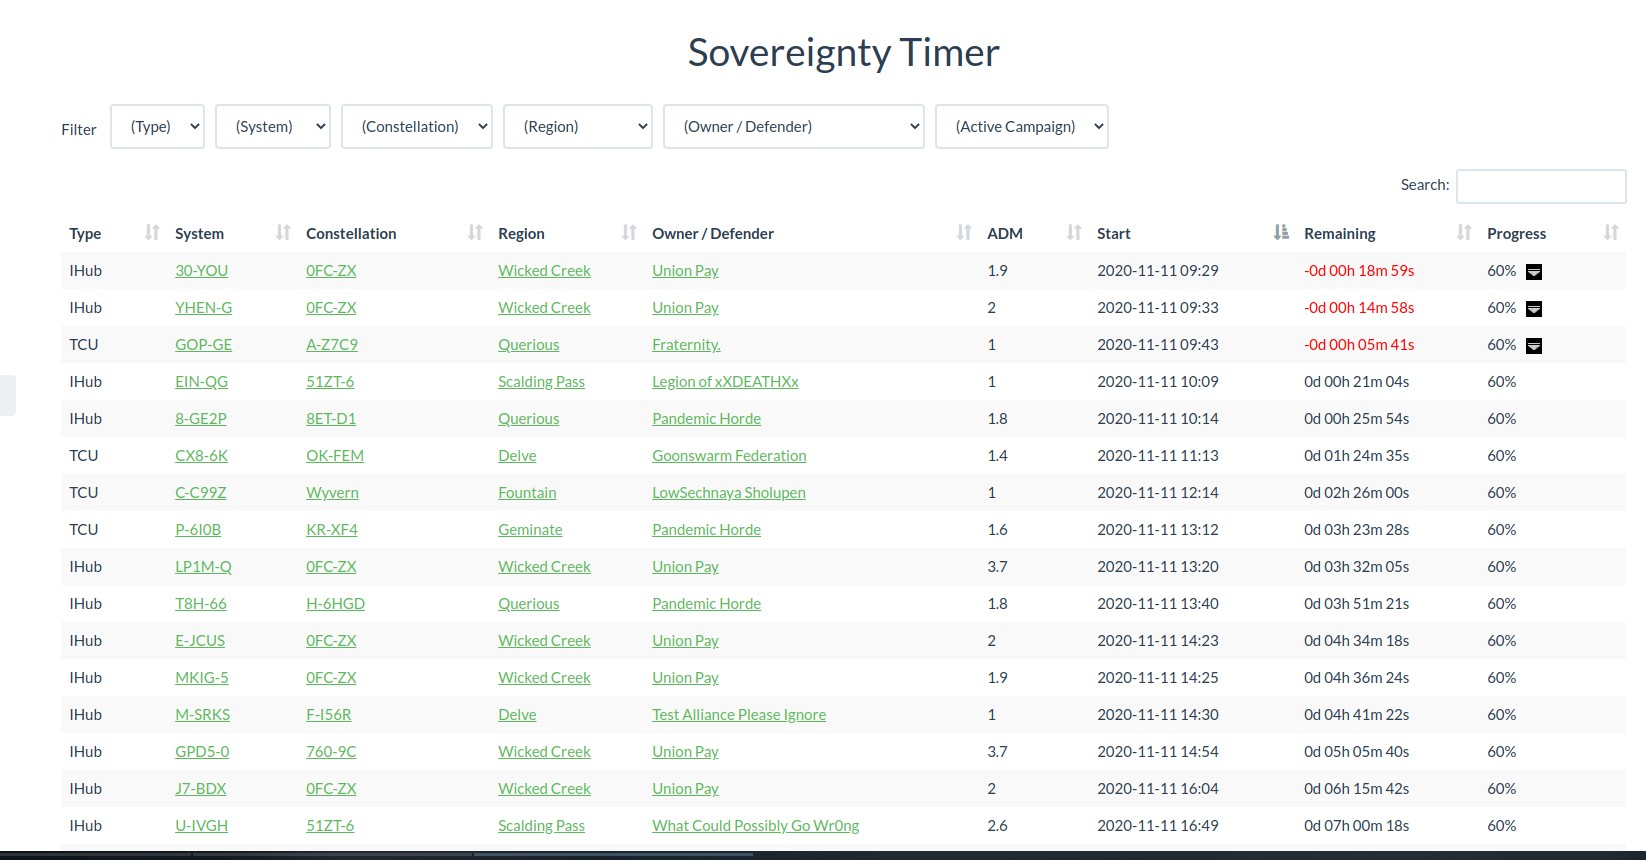 Sovereignty Timer
Filter (Type) (System) (Constellation) (Region) (Owner / Defender) (Active Campaign)
Search:
Type System Constellation Region Owner / Defender ADM Start Remaining Progress
IHub 30-YOU 0FC-ZX Wicked Creek Union Pay 1.9 2020-11-11 09:29 -0d 00h 18m 59s 60%
IHub YHEN-G 0FC-ZX Wicked Creek Union Pay 2 2020-11-11 09:33 -0d 00h 14m 58s 60%
TCU GOP-GE A-Z7C9 Querious Fraternity. 1 2020-11-11 09:43 -0d 00h 05m 41s 60%
IHub EIN-QG 51ZT-6 Scalding Pass Legion of xXDEATHXx 1 2020-11-11 10:09 0d 00h 21m 04s 60%
IHub 8-GE2P 8ET-D1 Querious Pandemic Horde 1.8 2020-11-11 10:14 0d 00h 25m 54s 60%
TCU CX8-6K OK-FEM Delve Goonswarm Federation 1.4 2020-11-11 11:13 0d 01h 24m 35s 60%
TCU C-C99Z Wyvern Fountain LowSechnaya Sholupen 1 2020-11-11 12:14 0d 02h 26m 00s 60%
TCU P-6I0B KR-XF4 Geminate Pandemic Horde 1.6 2020-11-11 13:12 0d 03h 23m 28s 60%
IHub LP1M-Q 0FC-ZX Wicked Creek Union Pay 3.7 2020-11-11 13:20 0d 03h 32m 05s 60%
IHub T8H-66 H-6HGD Querious Pandemic Horde 1.8 2020-11-11 13:40 0d 03h 51m 21s 60%
IHub E-JCUS 0FC-ZX Wicked Creek Union Pay 2 2020-11-11 14:23 0d 04h 34m 18s 60%
IHub MKIG-5 0FC-ZX Wicked Creek Union Pay 1.9 2020-11-11 14:25 0d 04h 36m 24s 60%
IHub M-SRKS F-I56R Delve Test Alliance Please Ignore 1 2020-11-11 14:30 0d 04h 41m 22s 60%
IHub GPD5-0 760-9C Wicked Creek Union Pay 3.7 2020-11-11 14:54 0d 05h 05m 40s 60%
IHub J7-BDX 0FC-ZX Wicked Creek Union Pay 2 2020-11-11 16:04 0d 06h 15m 42s 60%
IHub U-IVGH 51ZT-6 Scalding Pass What Could Possibly Go Wr0ng 2.6 2020-11-11 16:49 0d 07h 00m 18s 60%